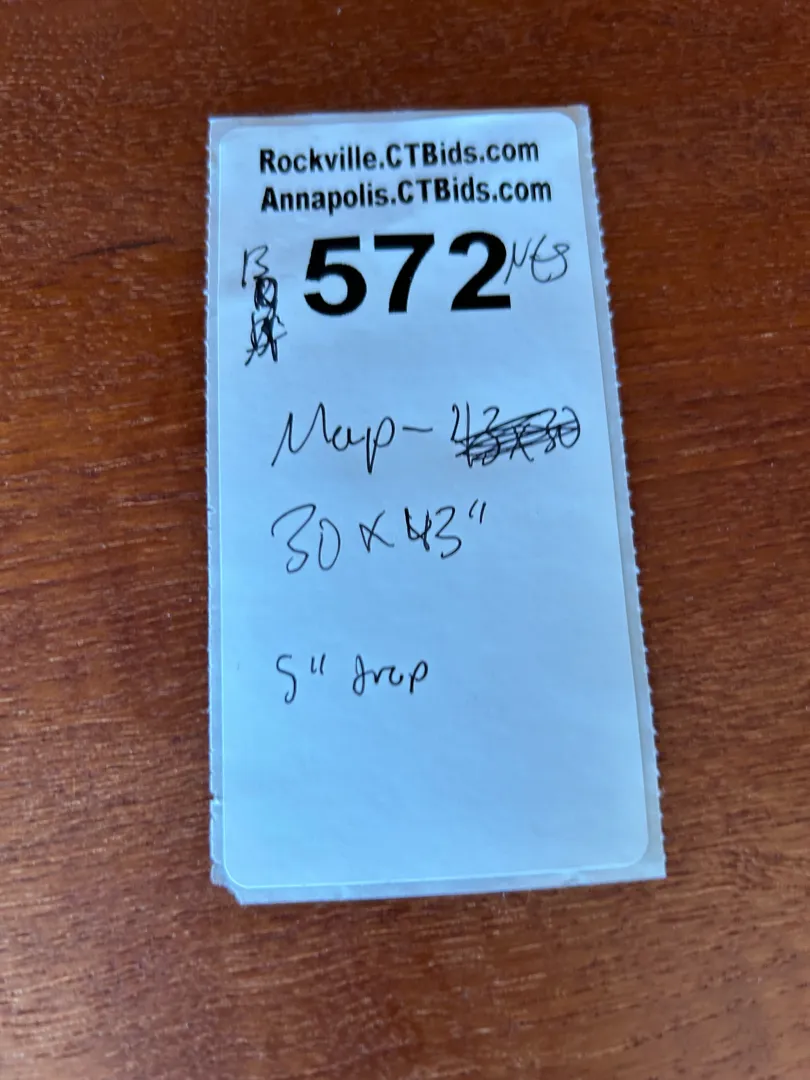 Rockville.CTBids.com
Annapolis.CTBids.com
B 572
Map -
30 x 43"
5" drop